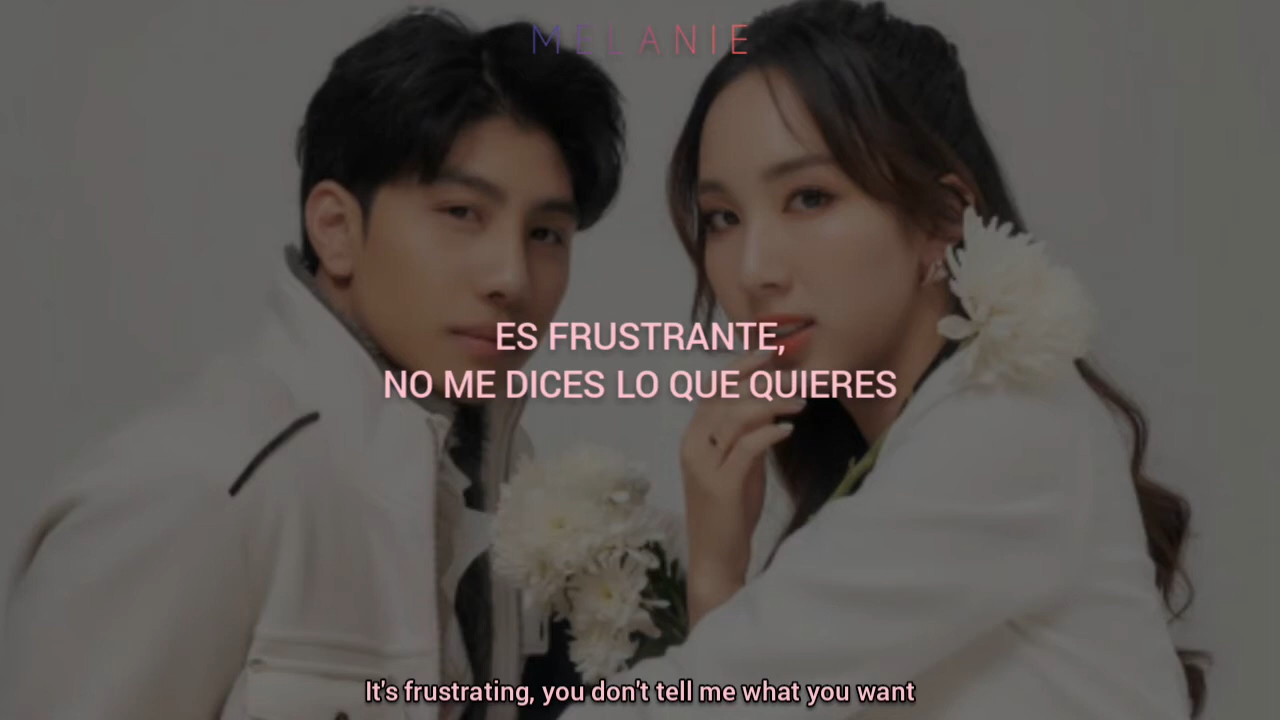 MELANIE
ES FRUSTRANTE,
NO ME DICES LO QUE QUIERES
It's frustrating, you don't tell me what you want